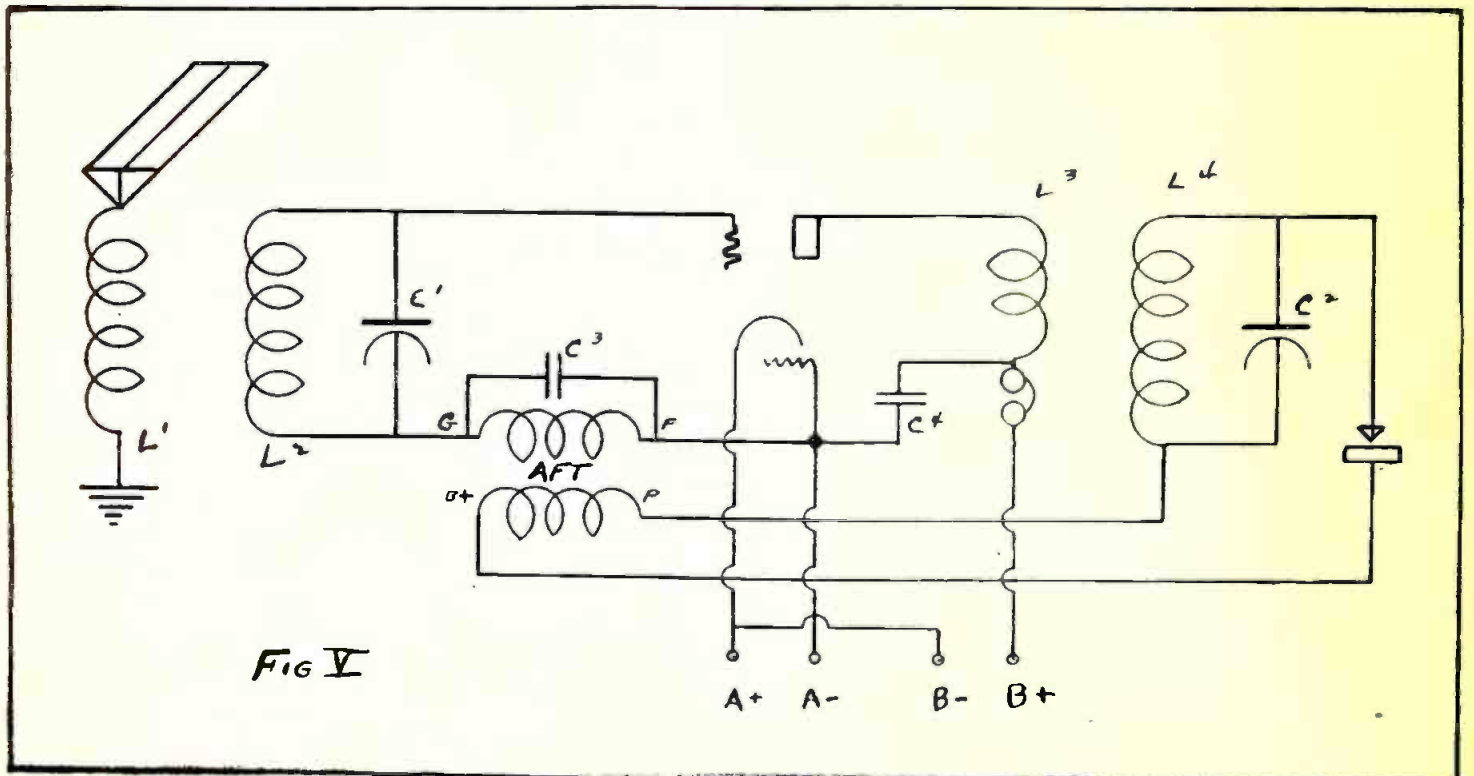 L³
L⁴
C¹
C²
C³
G
F
C⁴
L¹
L²
AFT
B+
P
FIG V
A+
A-
B-
B+